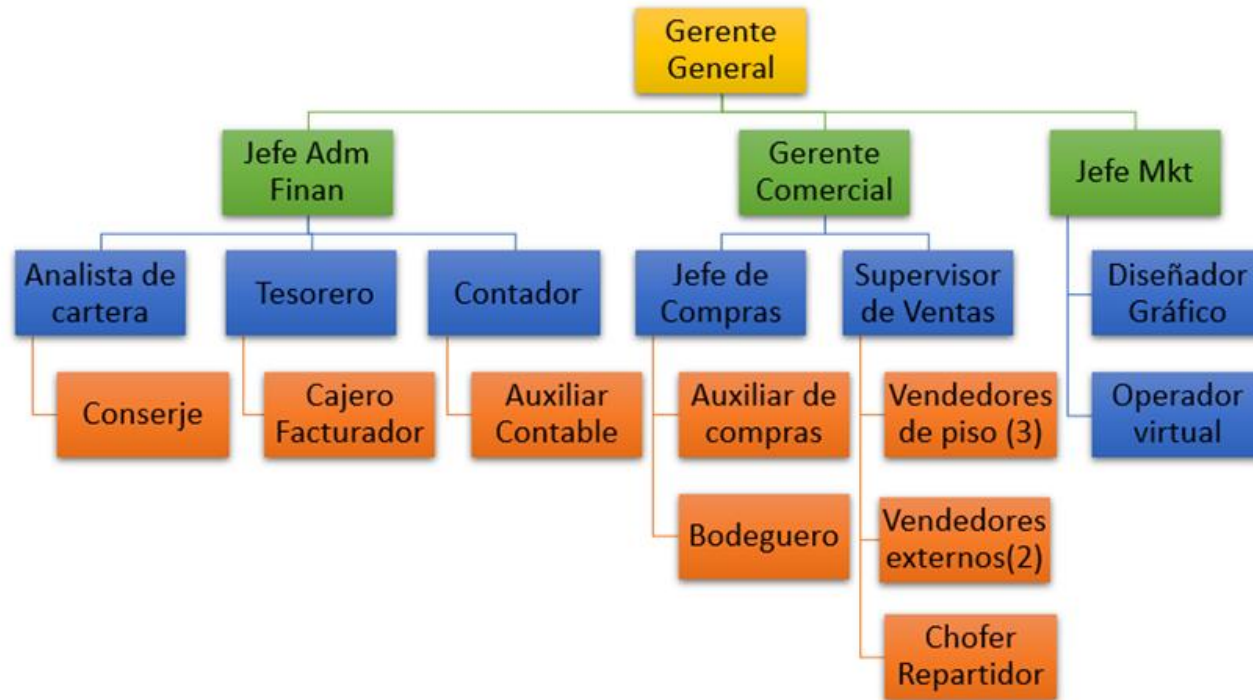 Gerente
General
Jefe Adm
Finan
Gerente
Comercial
Jefe Mkt
Analista de
cartera
Tesorero
Contador
Jefe de
Compras
Supervisor
de Ventas
Diseñador
Gráfico
Conserje
Cajero
Facturador
Auxiliar
Contable
Auxiliar de
compras
Vendedores
de piso (3)
Operador
virtual
Bodeguero
Vendedores
externos(2)
Chofer
Repartidor